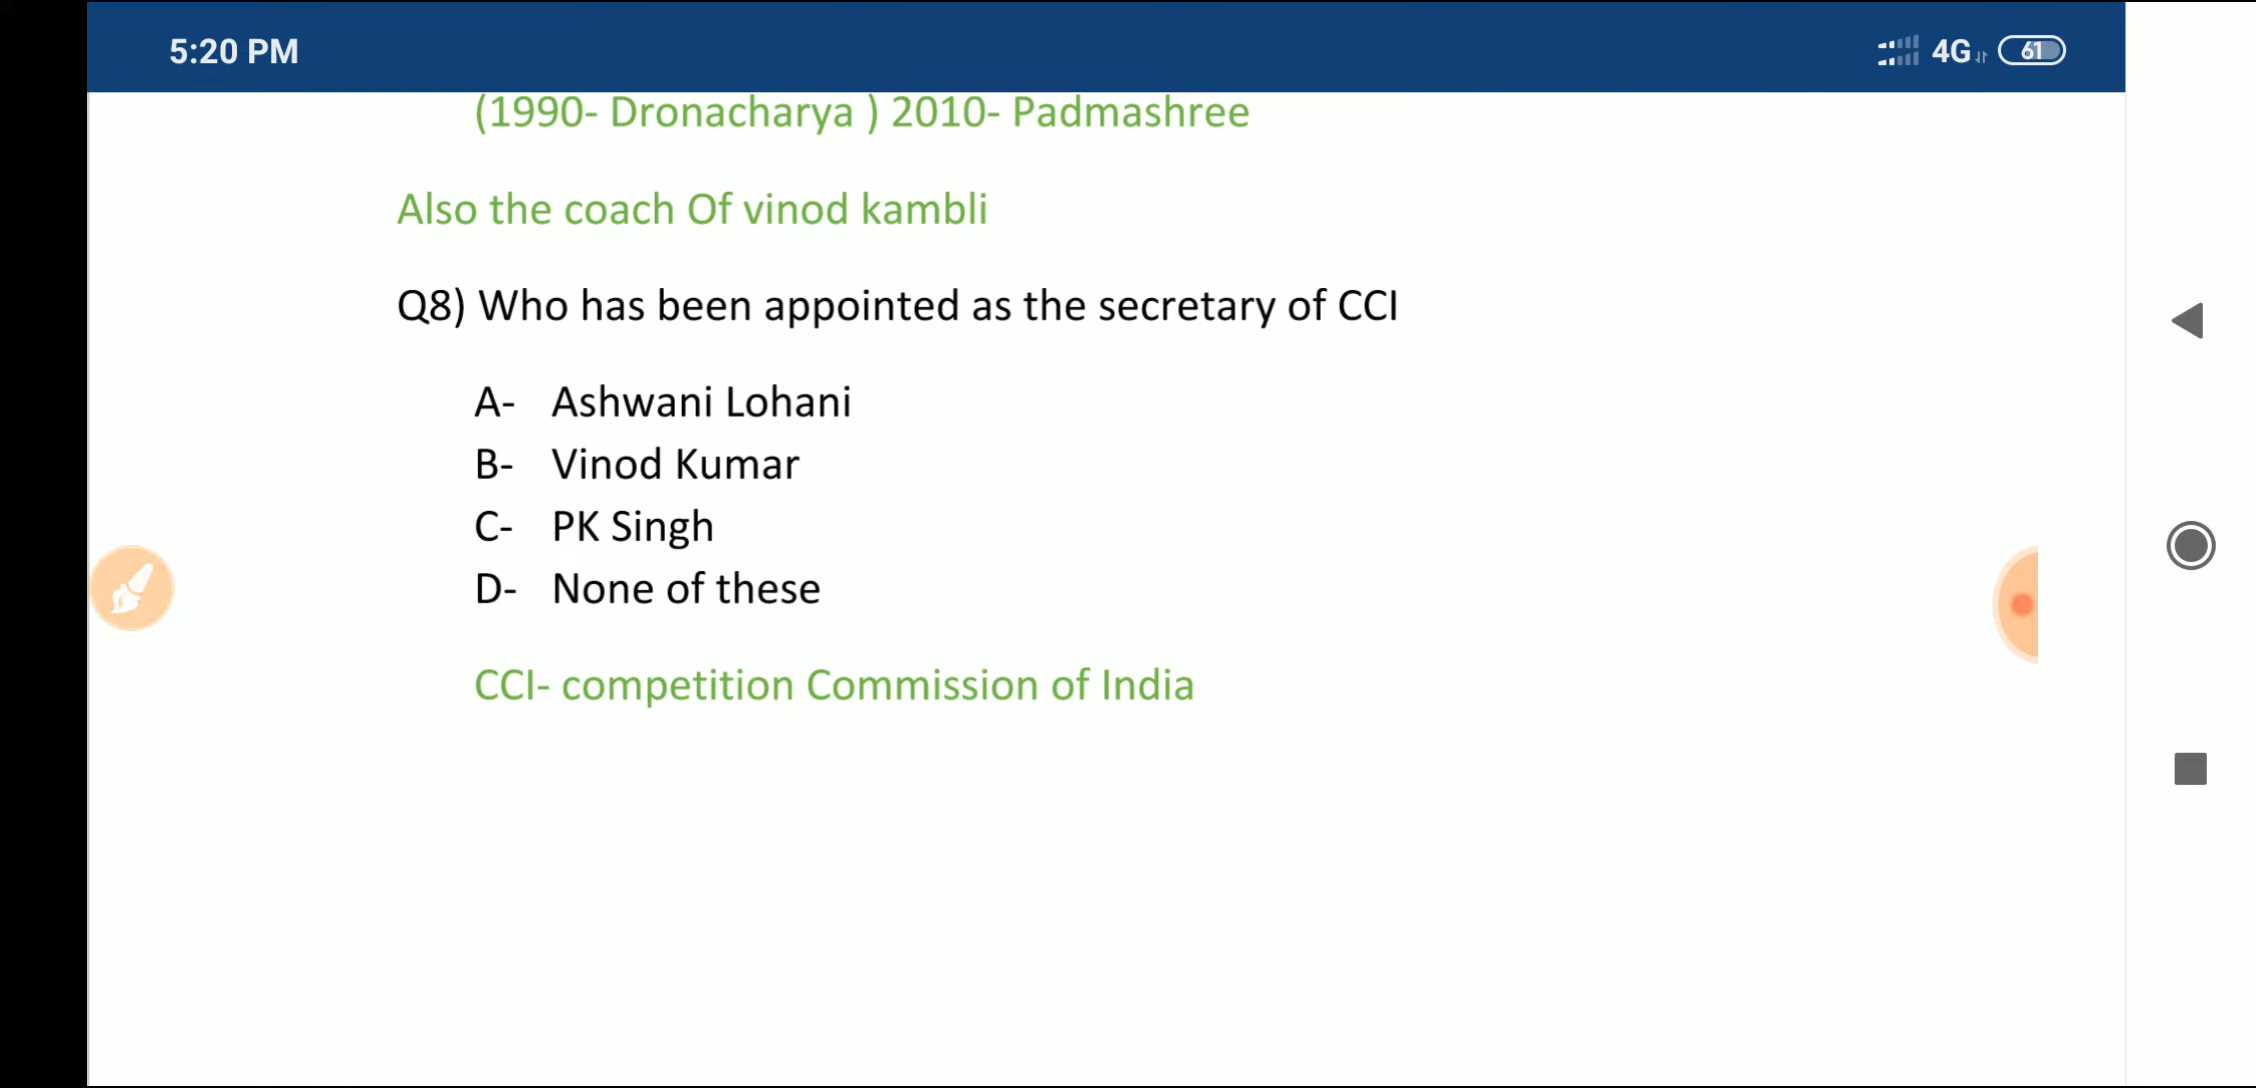 5:20 PM 4G 61
(1990- Dronacharya ) 2010- Padmashree
Also the coach Of vinod kambli
Q8) Who has been appointed as the secretary of CCI
A- Ashwani Lohani
B- Vinod Kumar
C- PK Singh
D- None of these
CCI- competition Commission of India